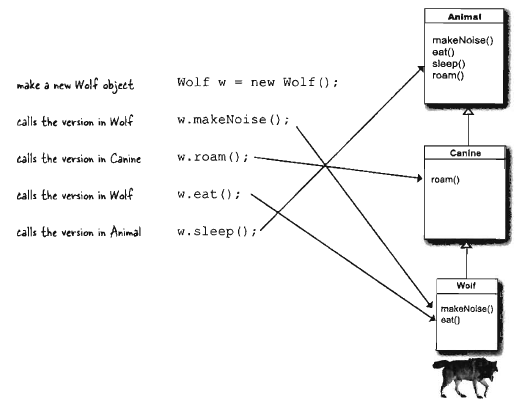 Animal
makeNoise()
eat()
sleep()
roam()
make a new Wolf object Wolf w = new Wolf();
calls the version in Wolf w.makeNoise();
calls the version in Canine w.roam();
Canine
roam()
calls the version in Wolf w.eat();
calls the version in Animal w.sleep();
Wolf
makeNoise()
eat()